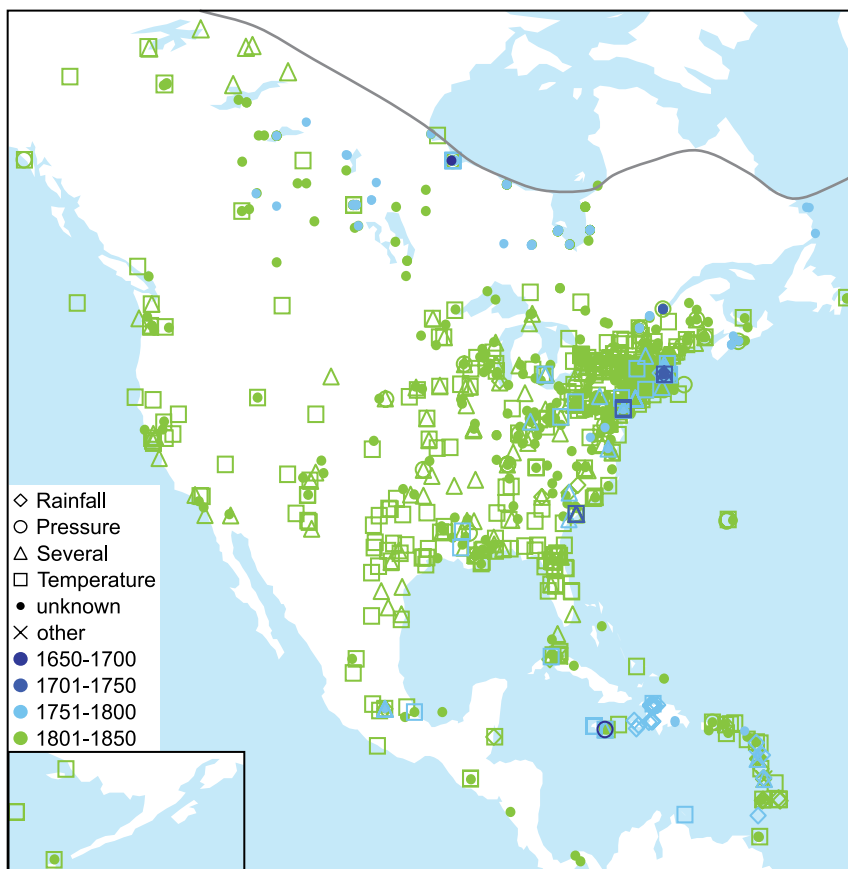 Rainfall
Pressure
Several
Temperature
unknown
other
1650-1700
1701-1750
1751-1800
1801-1850